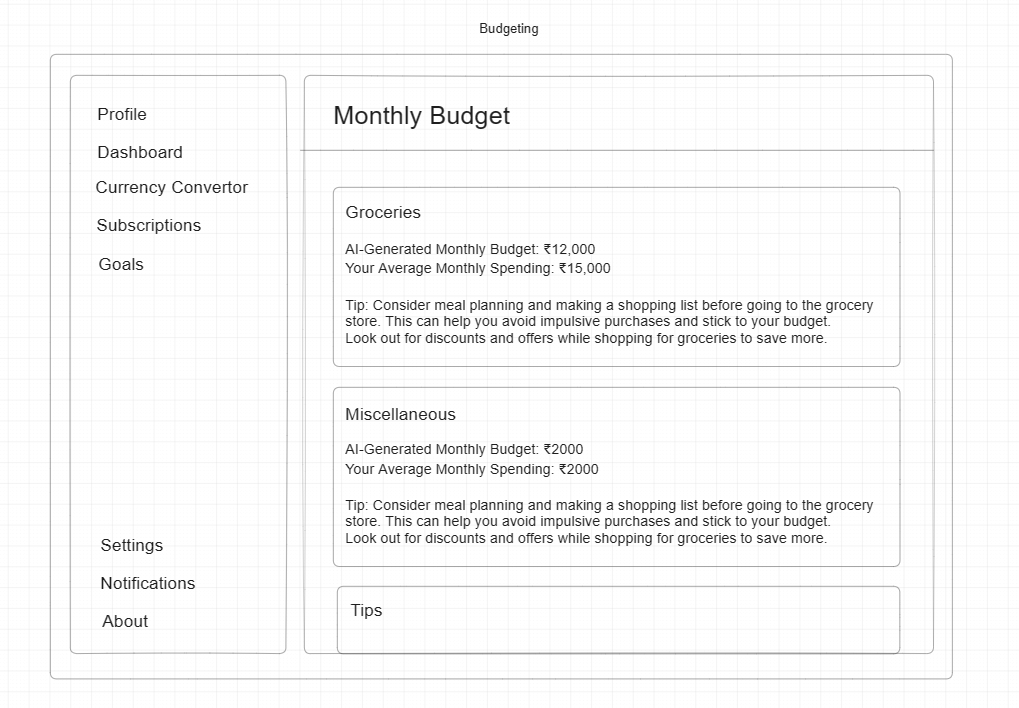 Budgeting
Profile
Dashboard
Currency Convertor
Subscriptions
Goals
Settings
Notifications
About
Monthly Budget
Groceries
AI-Generated Monthly Budget: ₹12,000
Your Average Monthly Spending: ₹15,000
Tip: Consider meal planning and making a shopping list before going to the grocery
store. This can help you avoid impulsive purchases and stick to your budget.
Look out for discounts and offers while shopping for groceries to save more.
Miscellaneous
AI-Generated Monthly Budget: ₹2000
Your Average Monthly Spending: ₹2000
Tip: Consider meal planning and making a shopping list before going to the grocery
store. This can help you avoid impulsive purchases and stick to your budget.
Look out for discounts and offers while shopping for groceries to save more.
Tips